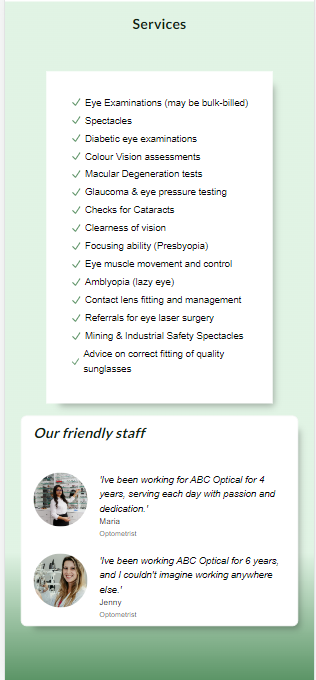 Services
Eye Examinations (may be bulk-billed)
Spectacles
Diabetic eye examinations
Colour Vision assessments
Macular Degeneration tests
Glaucoma & eye pressure testing
Checks for Cataracts
Clearness of vision
Focusing ability (Presbyopia)
Eye muscle movement and control
Amblyopia (lazy eye)
Contact lens fitting and management
Referrals for eye laser surgery
Mining & Industrial Safety Spectacles
Advice on correct fitting of quality
sunglasses
Our friendly staff
'Ive been working for ABC Optical for 4
years, serving each day with passion and
dedication.'
Maria
Optometrist
'Ive been working ABC Optical for 6 years,
and I couldn't imagine working anywhere
else.'
Jenny
Optometrist